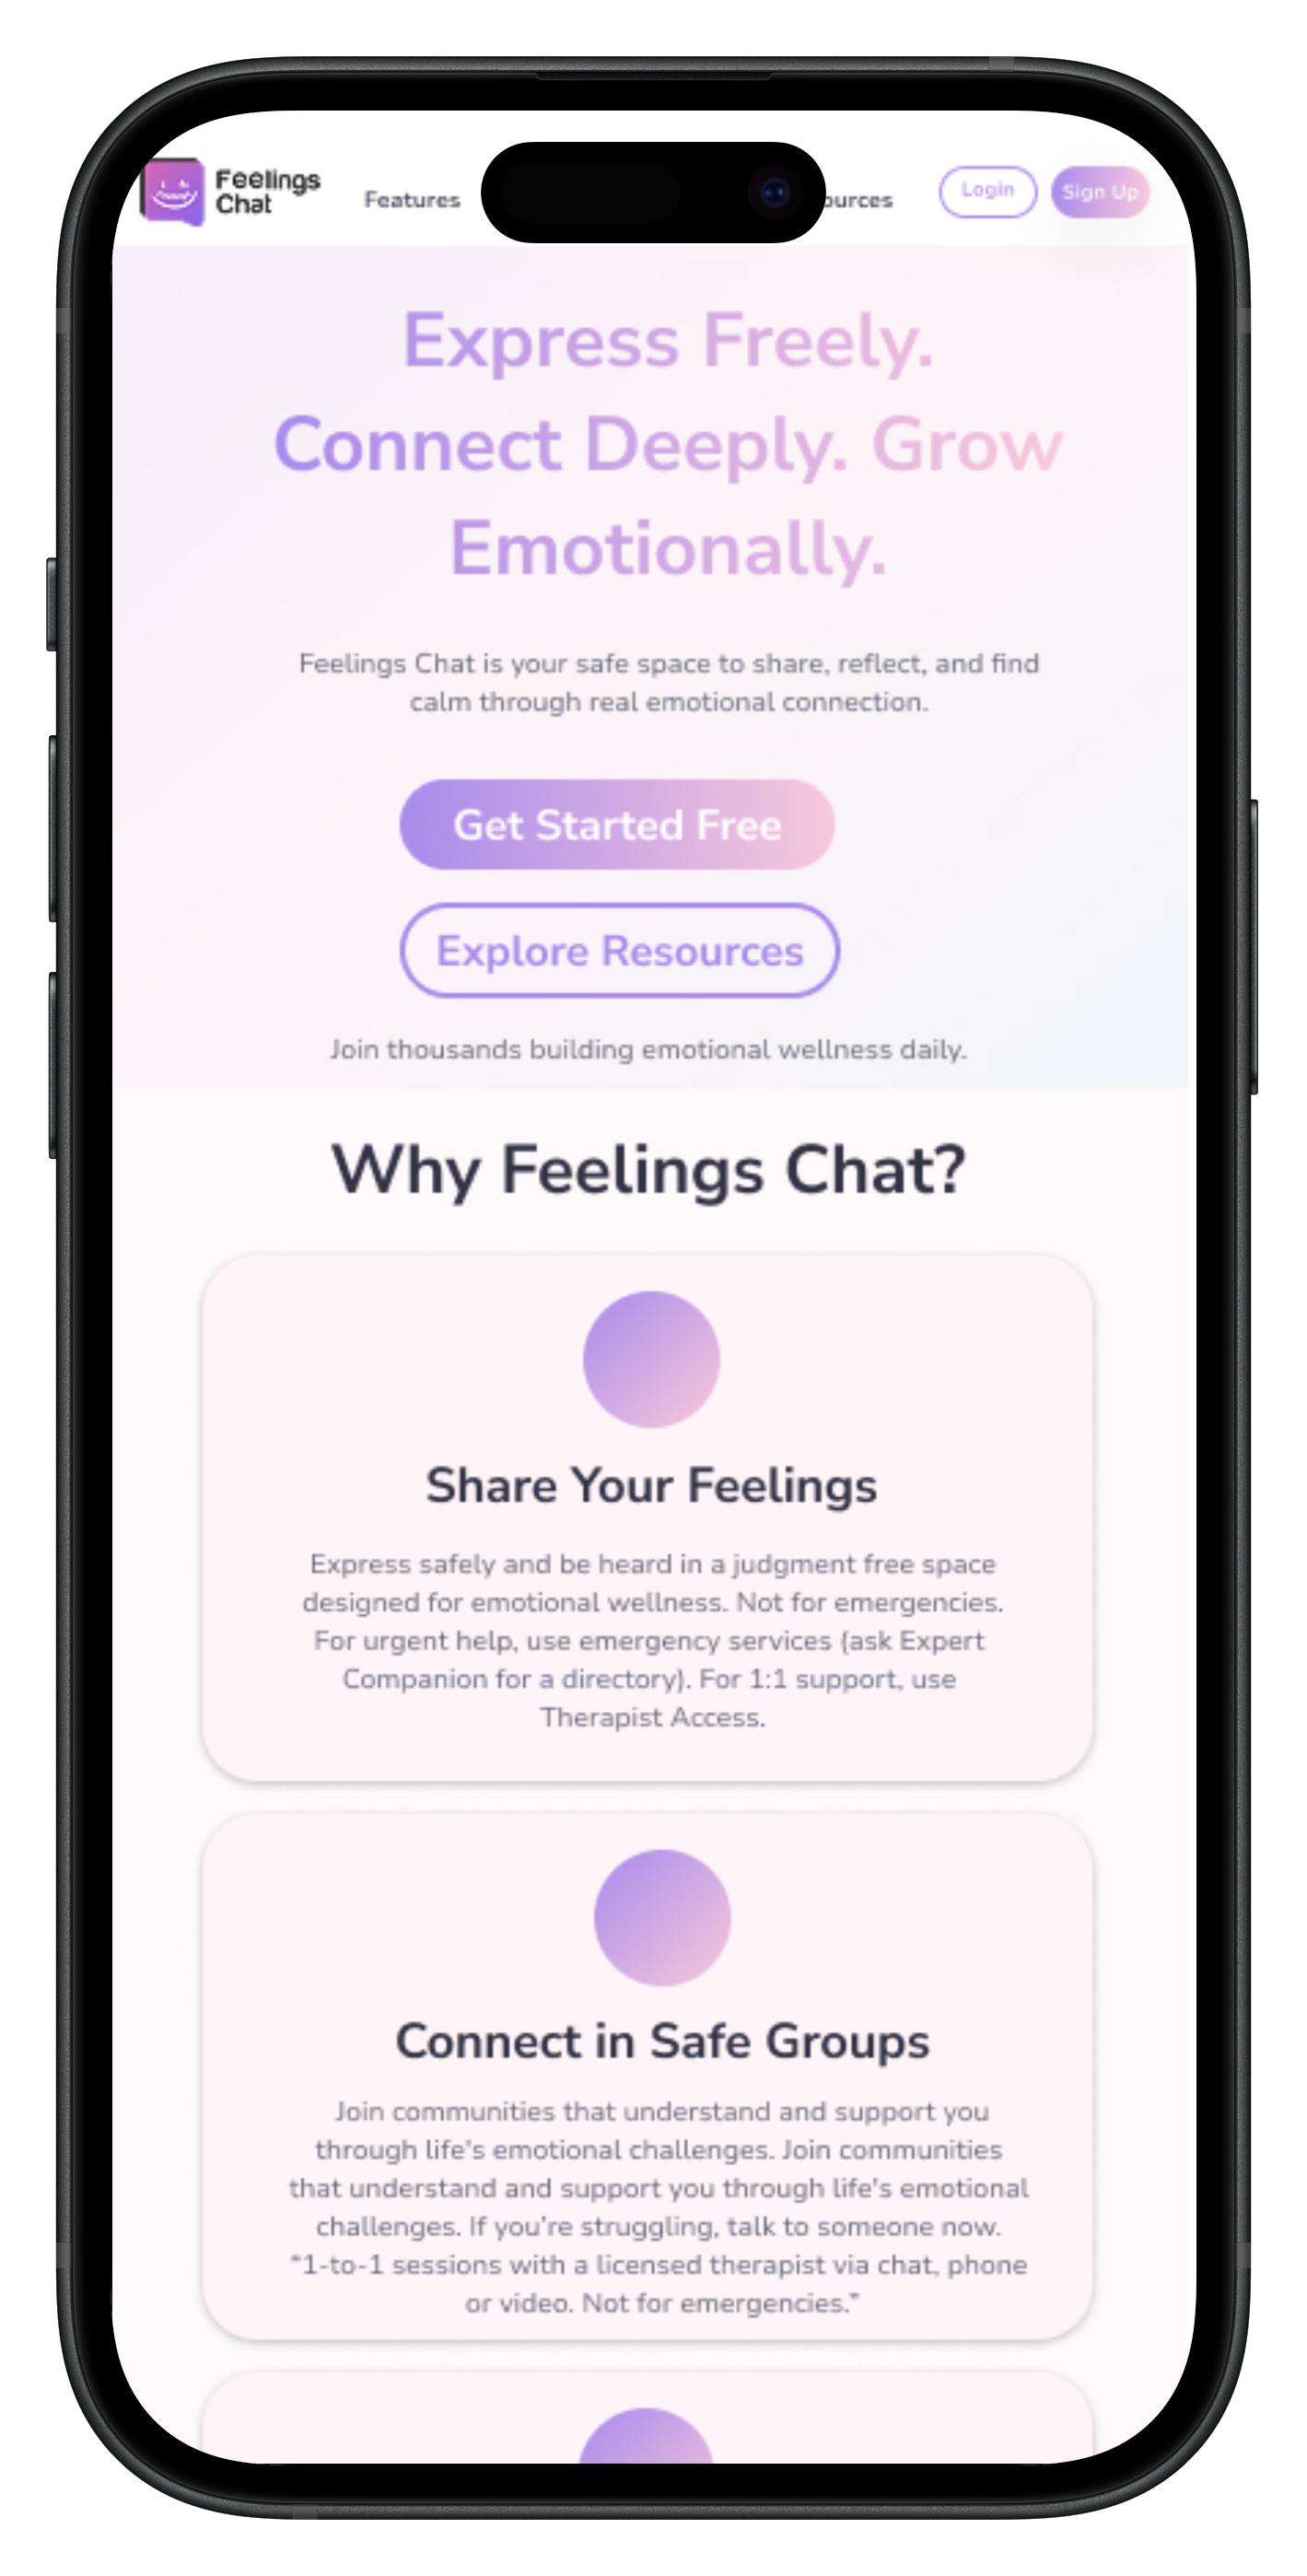 Feelings
Chat
Features
ources
Login
Sign Up
Express Freely.
Connect Deeply. Grow
Emotionally.
Feelings Chat is your safe space to share, reflect, and find
calm through real emotional connection.
Get Started Free
Explore Resources
Join thousands building emotional wellness daily.
Why Feelings Chat?
Share Your Feelings
Express safely and be heard in a judgment free space
designed for emotional wellness. Not for emergencies.
For urgent help, use emergency services (ask Expert
Companion for a directory). For 1:1 support, use
Therapist Access.
Connect in Safe Groups
Join communities that understand and support you
through life's emotional challenges. Join communities
that understand and support you through life's emotional
challenges. If you're struggling, talk to someone now.
“1-to-1 sessions with a licensed therapist via chat, phone
or video. Not for emergencies.”